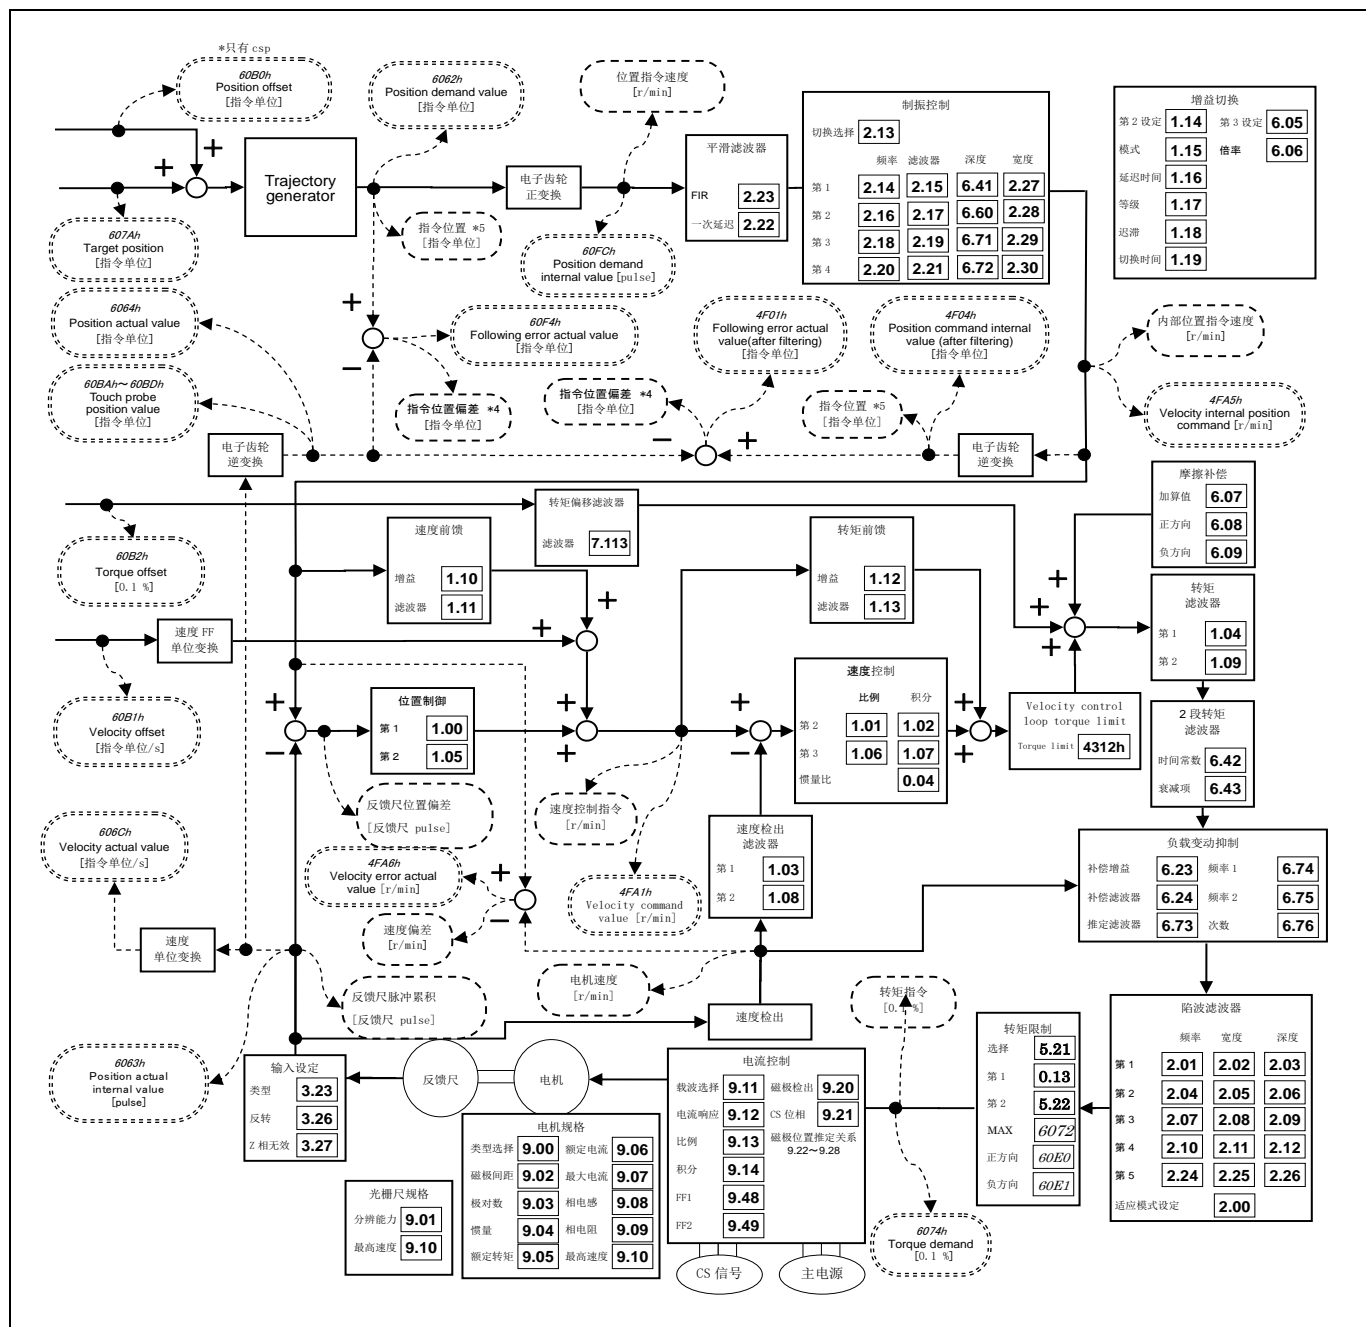 *只有 csp
60B0h
Position offset
[指令单位]
6062h
Position demand value
[指令单位]
位置指令速度
[r/min]
+
+
Trajectory
generator
电子齿轮
正变换
平滑滤波器
FIR 2.23
一次延迟 2.22
制振控制
切换选择 2.13
频率 滤波器 深度 宽度
第 1 2.14 2.15 6.41 2.27
第 2 2.16 2.17 6.60 2.28
第 3 2.18 2.19 6.71 2.29
第 4 2.20 2.21 6.72 2.30
增益切换
第 2 设定 1.14 第 3 设定 6.05
模式 1.15 倍率 6.06
延迟时间 1.16
等级 1.17
迟滞 1.18
切换时间 1.19
607Ah
Target position
[指令单位]
指令位置 *5
[指令单位]
60FCh
Position demand
internal value [pulse]
6064h
Position actual value
[指令单位]
+
−
60F4h
Following error actual value
[指令单位]
4F01h
Following error actual
value(after filtering)
[指令单位]
4F04h
Position command internal
value (after filtering)
[指令单位]
内部位置指令速度
[r/min]
60BAh～60BDh
Touch probe
position value
[指令单位]
指令位置偏差 *4
[指令单位]
指令位置偏差 *4
[指令单位]
指令位置 *5
[指令单位]
4FA5h
Velocity internal position
command [r/min]
电子齿轮
逆变换
−
+
电子齿轮
逆变换
60B2h
Torque offset
[0.1 %]
转矩偏移滤波器
滤波器 7.113
摩擦补偿
加算值 6.07
正方向 6.08
负方向 6.09
速度前馈
增益 1.10
滤波器 1.11
转矩前馈
增益 1.12
滤波器 1.13
+
+
+
转矩
滤波器
第 1 1.04
第 2 1.09
速度 FF
单位变换
+
+
60B1h
Velocity offset
[指令单位/s]
+
−
位置制御
第 1 1.00
第 2 1.05
+
+
+
−
速度控制
比例 积分
第 2 1.01 1.02
第 3 1.06 1.07
惯量比 0.04
+
+
Velocity control
loop torque limit
Torque limit 4312h
2 段转矩
滤波器
时间常数 6.42
衰减项 6.43
反馈尺位置偏差
[反馈尺 pulse]
速度控制指令
[r/min]
606Ch
Velocity actual value
[指令单位/s]
4FA6h
Velocity error actual
value [r/min]
+
−
4FA1h
Velocity command
value [r/min]
速度检出
滤波器
第 1 1.03
第 2 1.08
负载变动抑制
补偿增益 6.23 频率 1 6.74
补偿滤波器 6.24 频率 2 6.75
推定滤波器 6.73 次数 6.76
速度
单位变换
速度偏差
[r/min]
反馈尺脉冲累积
[反馈尺 pulse]
电机速度
[r/min]
速度检出
转矩指令
[0.1 %]
6063h
Position actual
internal value
[pulse]
输入设定
类型 3.23
反转 3.26
Z 相无效 3.27
反馈尺
电机
电流控制
载波选择 9.11 磁极检出 9.20
电流响应 9.12 CS 位相 9.21
比例 9.13 磁极位置推定关系
9.22～9.28
积分 9.14
FF1 9.48
FF2 9.49
转矩限制
选择 5.21
第 1 0.13
第 2 5.22
MAX 6072
正方向 60E0
负方向 60E1
陷波滤波器
频率 宽度 深度
第 1 2.01 2.02 2.03
第 2 2.04 2.05 2.06
第 3 2.07 2.08 2.09
第 4 2.10 2.11 2.12
第 5 2.24 2.25 2.26
适应模式设定 2.00
光栅尺规格
分辨能力 9.01
最高速度 9.10
电机规格
类型选择 9.00 额定电流 9.06
磁极间距 9.02 最大电流 9.07
极对数 9.03 相电感 9.08
惯量 9.04 相电阻 9.09
额定转矩 9.05 最高速度 9.10
6074h
Torque demand
[0.1 %]
CS 信号
主电源